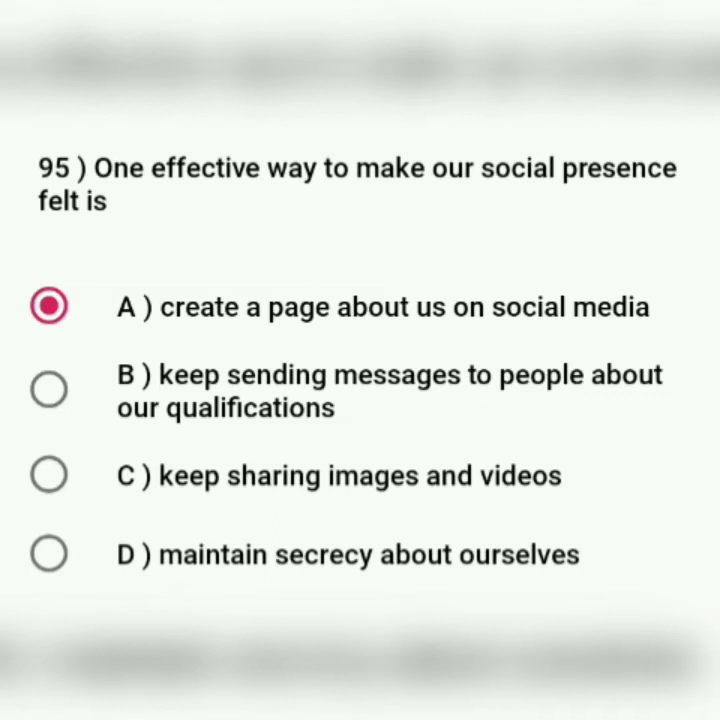 95 ) One effective way to make our social presence
felt is
A ) create a page about us on social media
B ) keep sending messages to people about
our qualifications
C ) keep sharing images and videos
D ) maintain secrecy about ourselves